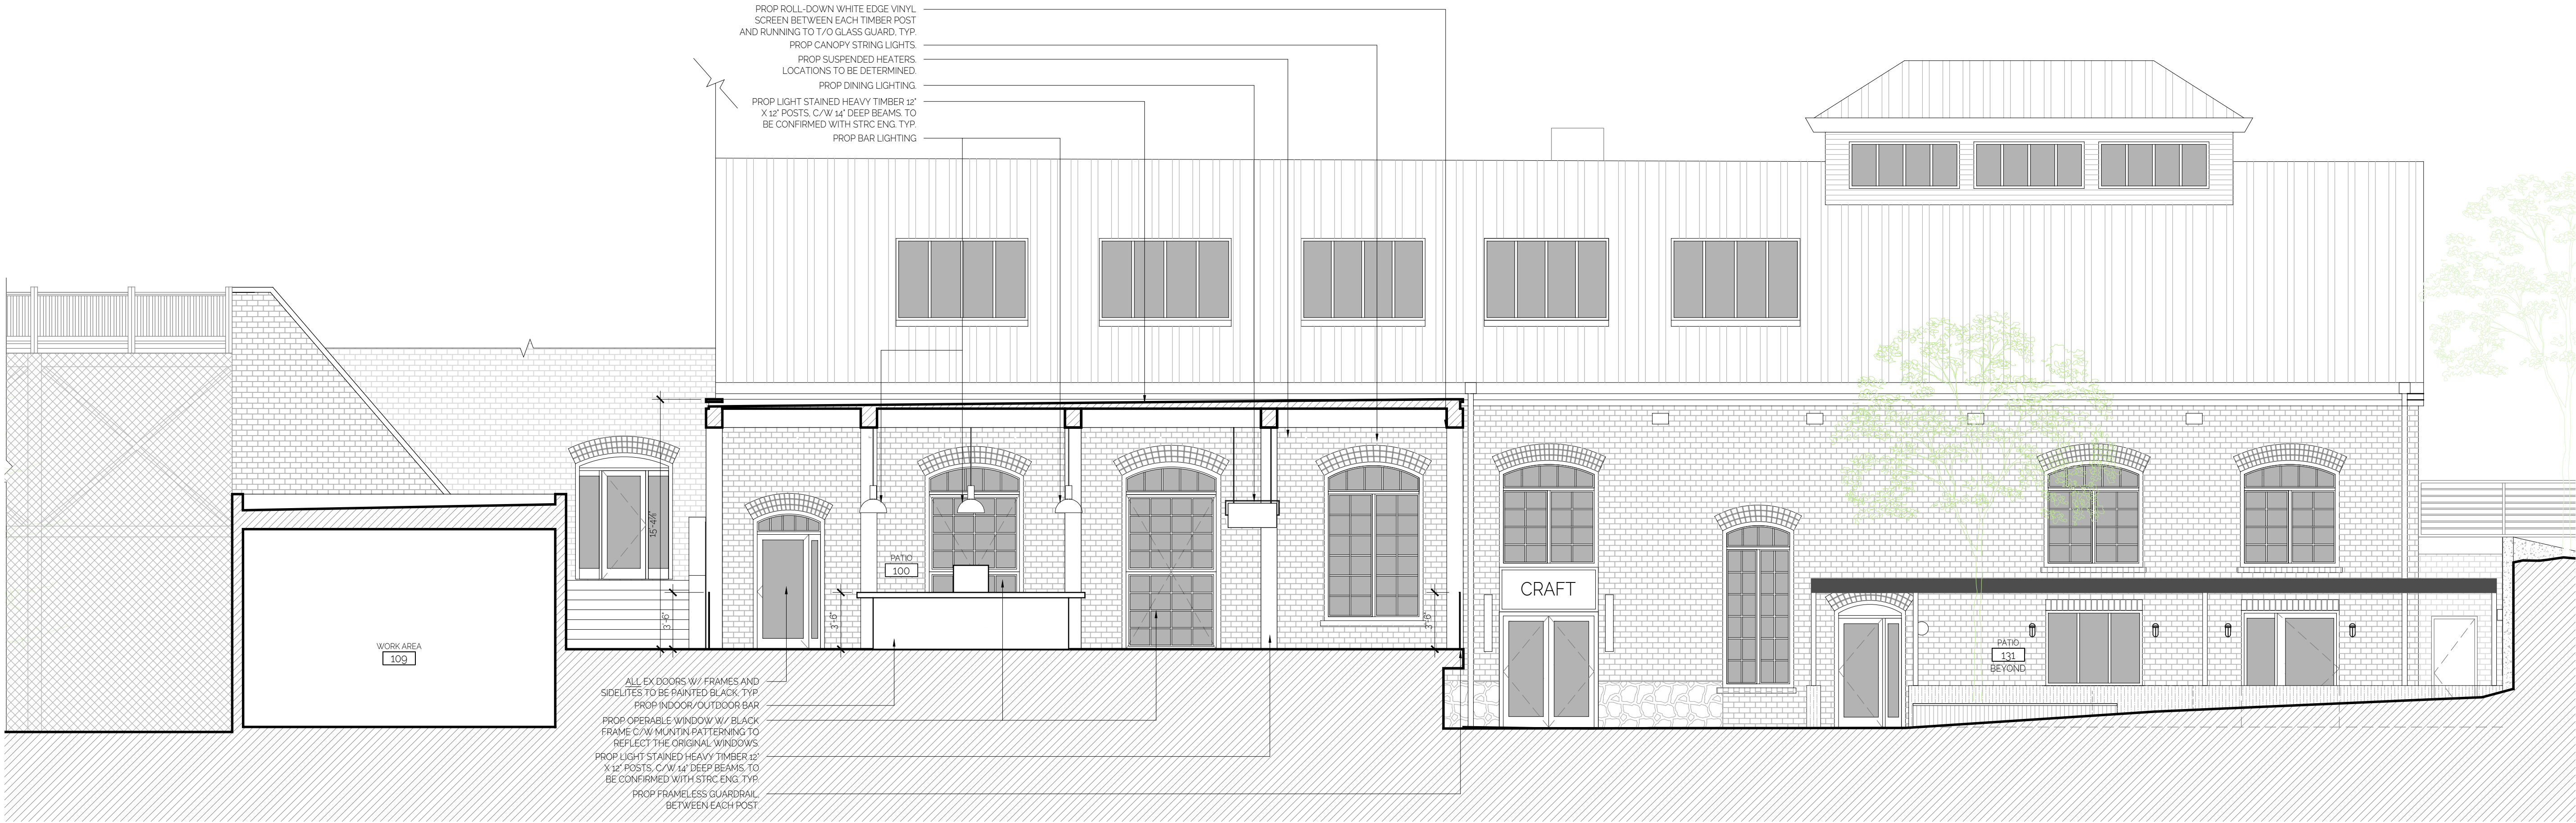 PROP ROLL-DOWN WHITE EDGE VINYL
SCREEN BETWEEN EACH TIMBER POST
AND RUNNING TO T/O GLASS GUARD, TYP.
PROP CANOPY STRING LIGHTS.
PROP SUSPENDED HEATERS.
LOCATIONS TO BE DETERMINED.
PROP DINING LIGHTING.
PROP LIGHT STAINED HEAVY TIMBER 12"
X 12" POSTS, C/W 14" DEEP BEAMS. TO
BE CONFIRMED WITH STRC ENG. TYP.
PROP BAR LIGHTING
15'-4⅛"
PATIO
100
CRAFT
3'-6"
3'-6"
3'-6"
WORK AREA
109
PATIO
131
BEYOND
ALL EX DOORS W/ FRAMES AND
SIDELITES TO BE PAINTED BLACK, TYP.
PROP INDOOR/OUTDOOR BAR
PROP OPERABLE WINDOW W/ BLACK
FRAME C/W MUNTIN PATTERNING TO
REFLECT THE ORIGINAL WINDOWS.
PROP LIGHT STAINED HEAVY TIMBER 12"
X 12" POSTS, C/W 14" DEEP BEAMS. TO
BE CONFIRMED WITH STRC ENG. TYP.
PROP FRAMELESS GUARDRAIL,
BETWEEN EACH POST.